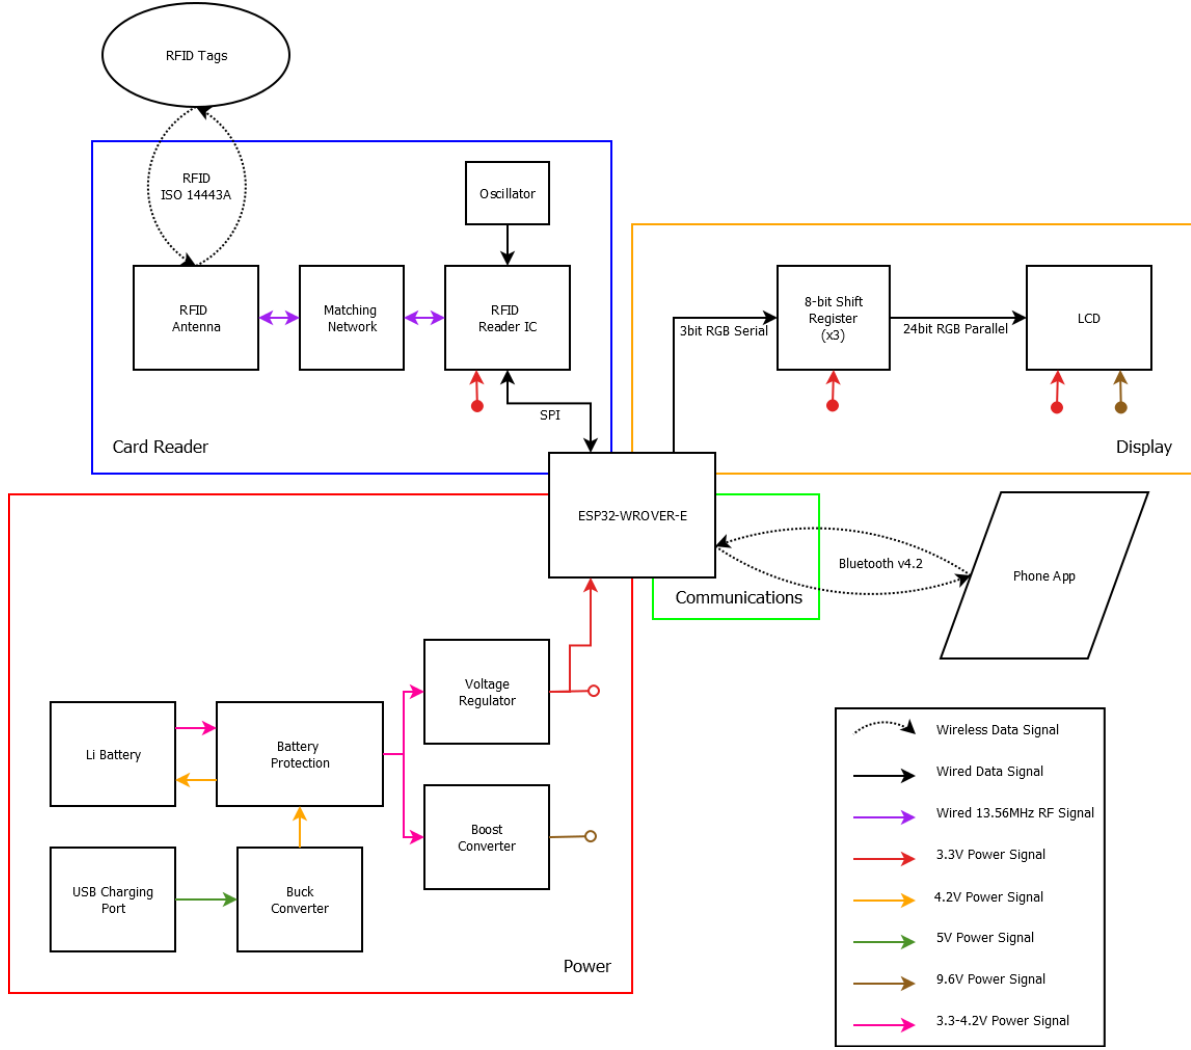 RFID Tags
RFID
ISO 14443A
Oscillator
RFID
Antenna
Matching
Network
RFID
Reader IC
SPI
Card Reader
3bit RGB Serial
8-bit Shift
Register
(x3)
24bit RGB Parallel
LCD
Display
ESP32-WROVER-E
Bluetooth v4.2
Communications
Phone App
Voltage
Regulator
Li Battery
Battery
Protection
Boost
Converter
USB Charging
Port
Buck
Converter
Power
Wireless Data Signal
Wired Data Signal
Wired 13.56MHz RF Signal
3.3V Power Signal
4.2V Power Signal
5V Power Signal
9.6V Power Signal
3.3-4.2V Power Signal